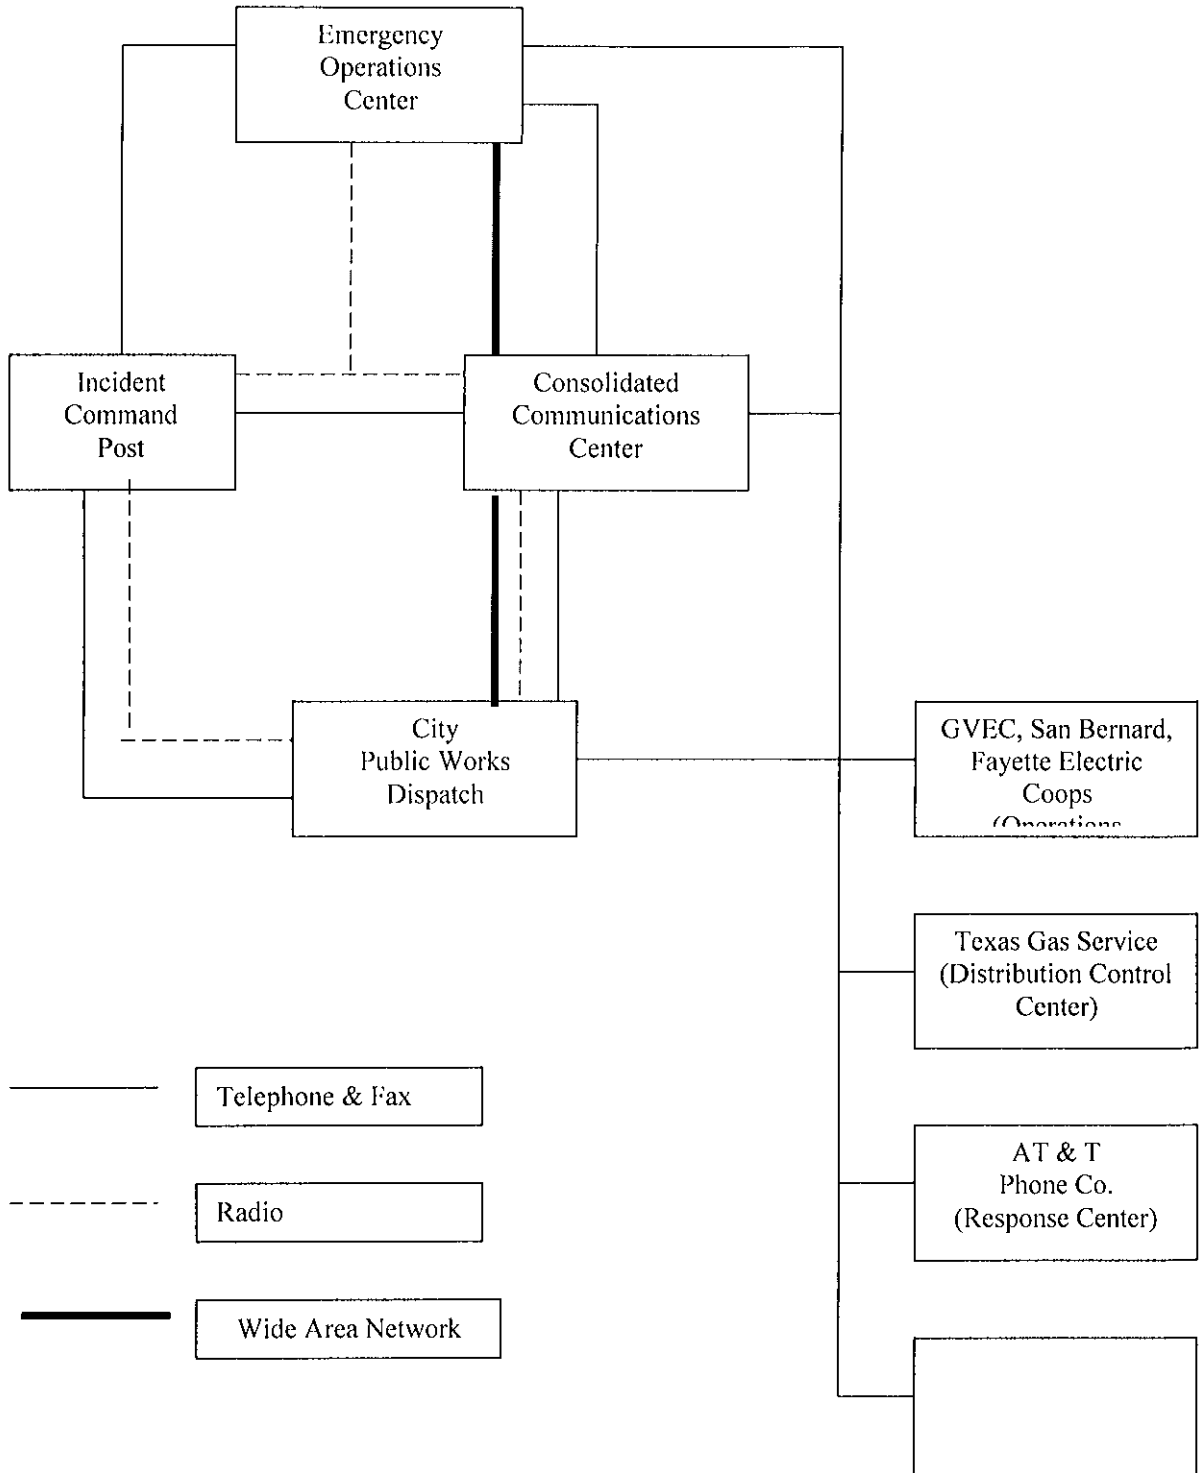 Emergency
Operations
Center
Incident
Command
Post
Consolidated
Communications
Center
City
Public Works
Dispatch
GVEC, San Bernard,
Fayette Electric
Coops
(Operations
Texas Gas Service
(Distribution Control
Center)
AT & T
Phone Co.
(Response Center)
Telephone & Fax
Radio
Wide Area Network